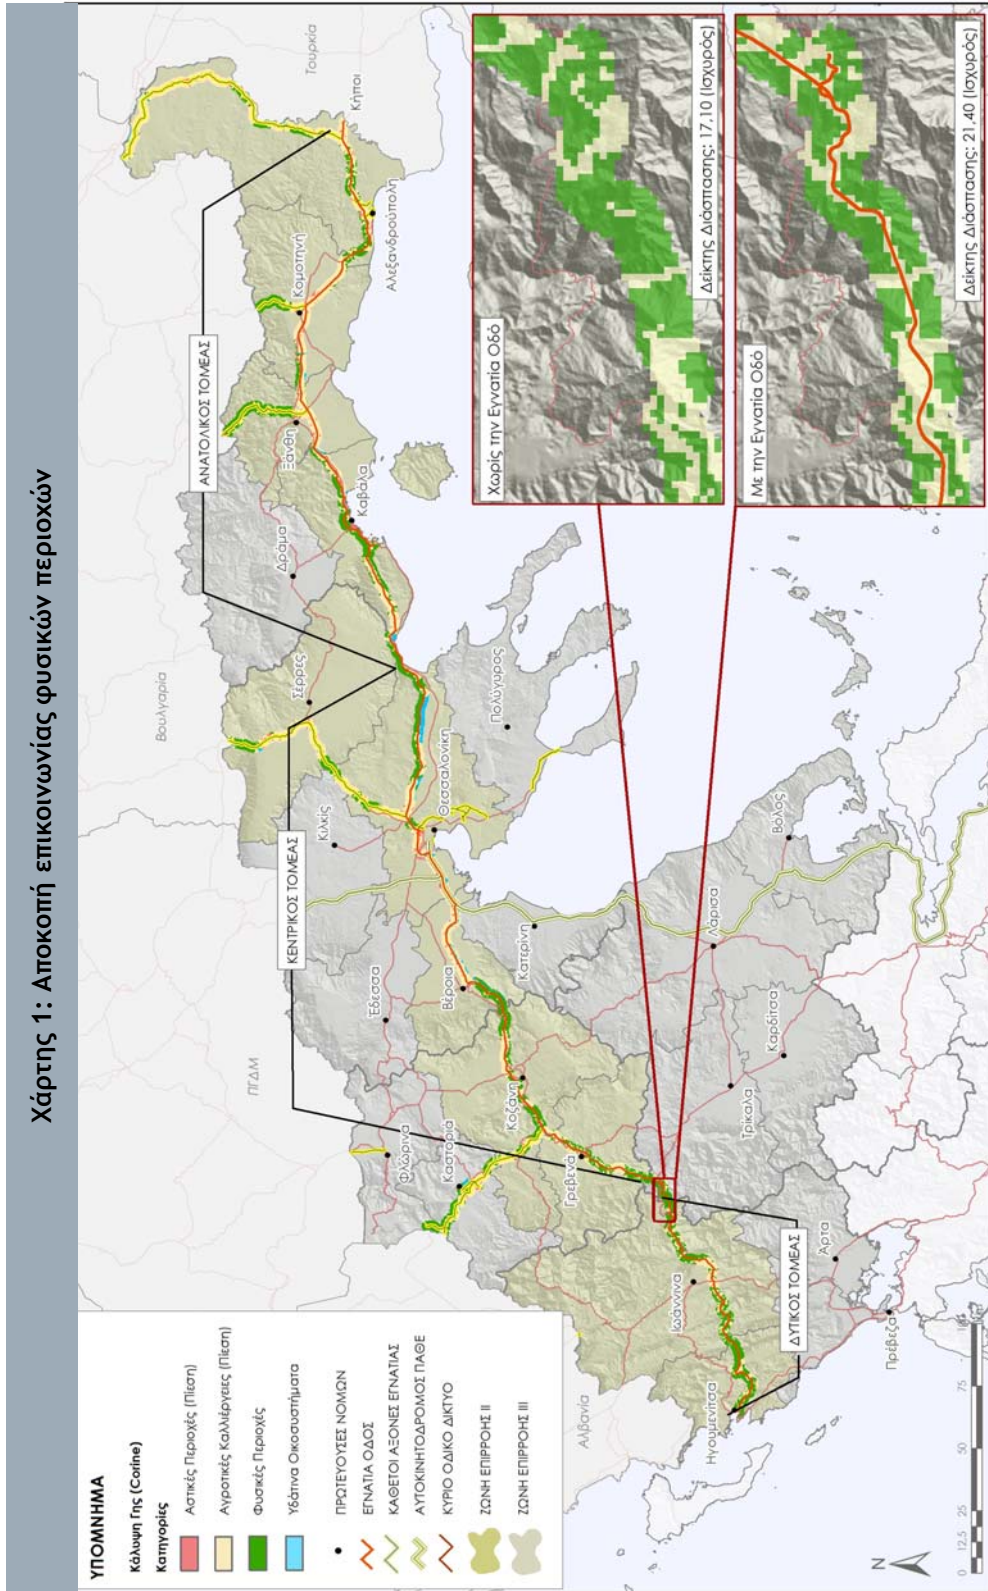 Χάρτης 1: Αποκοπή επικοινωνίας φυσικών περιοχών
ΥΠΟΜΝΗΜΑ
Κάλυψη Γης (Corine)
Κατηγορίες
Αστικές Περιοχές (Πίεση)
Αγροτικές Καλλιέργειες (Πίεση)
Φυσικές Περιοχές
Υδάτινα Οικοσυστήματα
ΠΡΩΤΕΥΟΥΣΕΣ ΝΟΜΩΝ
ΕΓΝΑΤΙΑ ΟΔΟΣ
ΚΑΘΕΤΟΙ ΑΞΟΝΕΣ ΕΓΝΑΤΙΑΣ
ΑΥΤΟΚΙΝΗΤΟΔΡΟΜΟΣ ΠΑΘΕ
ΚΥΡΙΟ ΟΔΙΚΟ ΔΙΚΤΥΟ
ΖΩΝΗ ΕΠΙΡΡΟΗΣ II
ΖΩΝΗ ΕΠΙΡΡΟΗΣ III
N
0 12,5 25 50 75
Αλβανία
ΠΓΔΜ
Βουλγαρία
Τουρκία
ΔΥΤΙΚΟΣ ΤΟΜΕΑΣ
ΚΕΝΤΡΙΚΟΣ ΤΟΜΕΑΣ
ΑΝΑΤΟΛΙΚΟΣ ΤΟΜΕΑΣ
Ηγουμενίτσα
Ιωάννινα
Πρέβεζα
Άρτα
Γρεβενά
Καστοριά
Φλώρινα
Κοζάνη
Τρίκαλα
Καρδίτσα
Έδεσσα
Βέροια
Κατερίνη
Λάρισα
Βόλος
Κιλκίς
Θεσσαλονίκη
Πολύγυρος
Σέρρες
Δράμα
Καβάλα
Ξάνθη
Κομοτηνή
Αλεξανδρούπολη
Κήποι
Χωρίς την Εγνατία Οδό
Δείκτης Διάσπασης: 17,10 (Ισχυρός)
Με την Εγνατία Οδό
Δείκτης Διάσπασης: 21,40 (Ισχυρός)